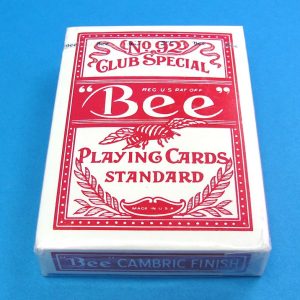 No. 92
CLUB SPECIAL
REG. U.S. PAT. OFF.
"Bee"
PLAYING CARDS
STANDARD
MADE IN U.S.A.
"Bee" CAMBRIC FINISH